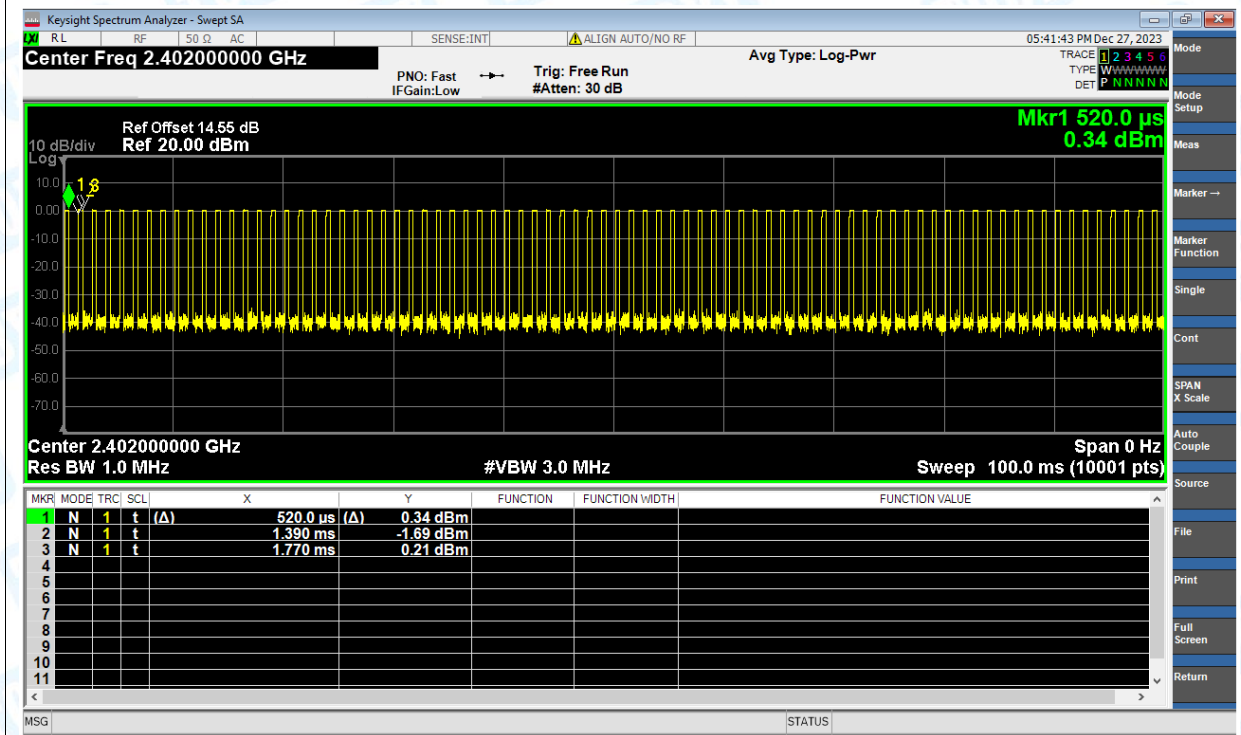 Keysight Spectrum Analyzer - Swept SA
LXI RL RF 50 Ω AC SENSE:INT ALIGN AUTO/NO RF 05:41:43 PM Dec 27, 2023
Center Freq 2.402000000 GHz
Avg Type: Log-Pwr
TRACE 1 2 3 4 5 6
TYPE WWWWWW
DET P NNNNN
PNO: Fast
IFGain:Low
Trig: Free Run
#Atten: 30 dB
Mkr1 520.0 µs
0.34 dBm
Ref Offset 14.55 dB
10 dB/div Ref 20.00 dBm
Log
10.0
0.00
-10.0
-20.0
-30.0
-40.0
-50.0
-60.0
-70.0
1
3
Center 2.402000000 GHz Span 0 Hz
Res BW 1.0 MHz #VBW 3.0 MHz Sweep 100.0 ms (10001 pts)
MKR MODE TRC SCL X Y FUNCTION FUNCTION WIDTH FUNCTION VALUE
1 N 1 t (Δ) 520.0 µs (Δ) 0.34 dBm
2 N 1 t 1.390 ms -1.69 dBm
3 N 1 t 1.770 ms 0.21 dBm
4
5
6
7
8
9
10
11
MSG STATUS
Mode
Mode Setup
Meas
Marker →
Marker Function
Single
Cont
SPAN X Scale
Auto Couple
Source
File
Print
Full Screen
Return